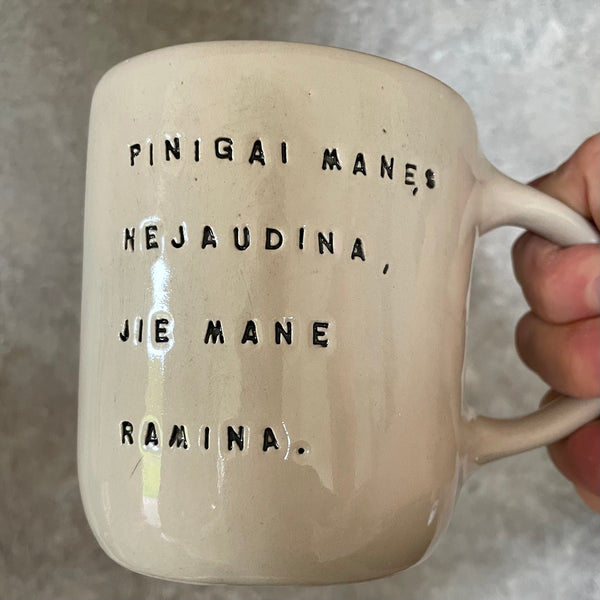 PINIGAI MANĘS
NEJAUDINA,
JIE MANE
RAMINA.